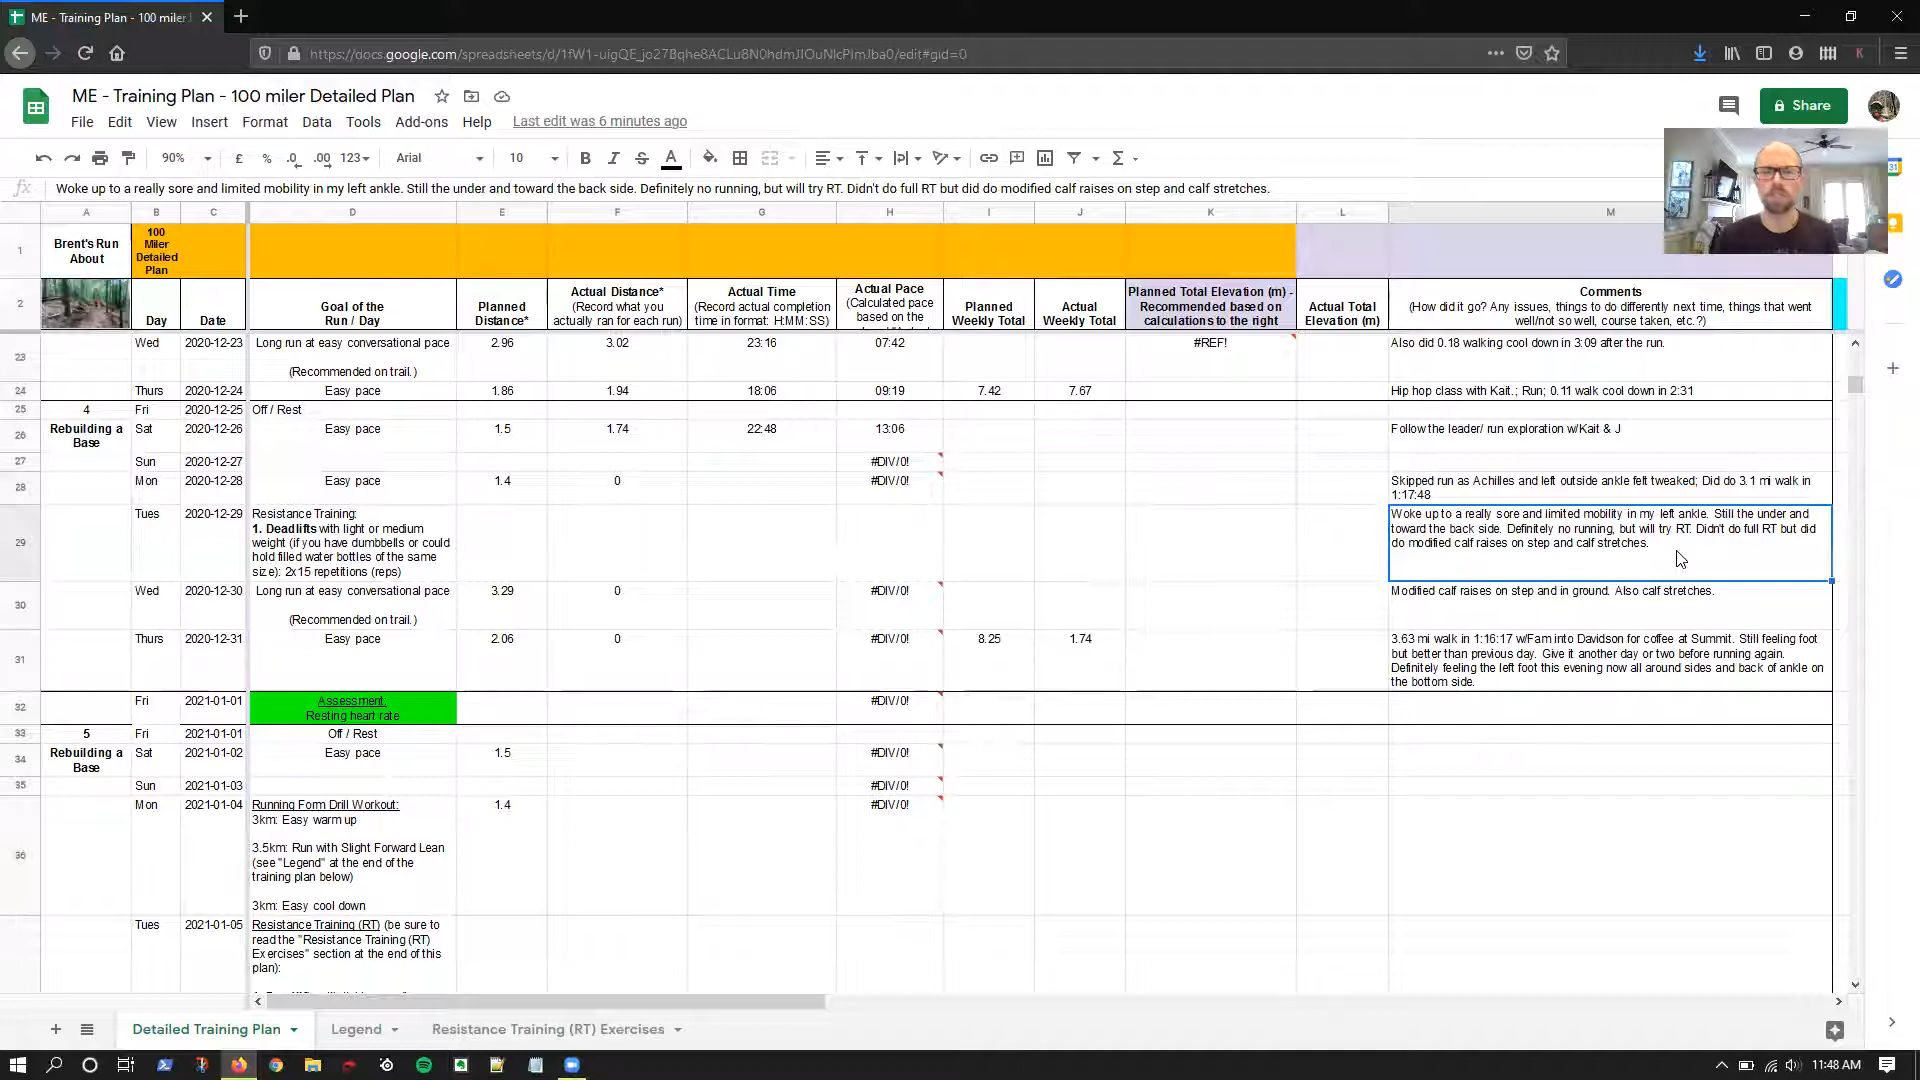 ME - Training Plan - 100 miler
ME - Training Plan - 100 miler Detailed Plan
File Edit View Insert Format Data Tools Add-ons Help Last edit was 6 minutes ago
Share
90% £ % .0 .00 123 Arial 10 B I S A
fx Woke up to a really sore and limited mobility in my left ankle. Still the under and toward the back side. Definitely no running, but will try RT. Didn't do full RT but did do modified calf raises on step and calf stretches.
A B C D E F G H I J K L M
1
Brent's Run
About
100
Miler
Detailed
Plan
2
Day
Date
Goal of the
Run / Day
Planned
Distance*
Actual Distance*
(Record what you
actually ran for each run)
Actual Time
(Record actual completion
time in format: H:MM:SS)
Actual Pace
(Calculated pace
based on the
Planned
Weekly Total
Actual
Weekly Total
Planned Total Elevation (m) -
Recommended based on
calculations to the right
Actual Total
Elevation (m)
Comments
(How did it go? Any issues, things to do differently next time, things that went
well/not so well, course taken, etc.?)
23 Wed 2020-12-23 Long run at easy conversational pace 2.96 3.02 23:16 07:42 #REF! Also did 0.18 walking cool down in 3:09 after the run.
(Recommended on trail.)
24 Thurs 2020-12-24 Easy pace 1.86 1.94 18:06 09:19 7.42 7.67 Hip hop class with Kait.; Run; 0.11 walk cool down in 2:31
25 4 Fri 2020-12-25 Off / Rest
26 Rebuilding a Sat 2020-12-26 Easy pace 1.5 1.74 22:48 13:06 Follow the leader/ run exploration w/Kait & J
Base
27 Sun 2020-12-27 #DIV/0!
28 Mon 2020-12-28 Easy pace 1.4 0 #DIV/0! Skipped run as Achilles and left outside ankle felt tweaked; Did do 3.1 mi walk in
1:17:48
29 Tues 2020-12-29 Resistance Training:
1. Deadlifts with light or medium
weight (if you have dumbbells or could
hold filled water bottles of the same
size): 2x15 repetitions (reps)
Woke up to a really sore and limited mobility in my left ankle. Still the under and
toward the back side. Definitely no running, but will try RT. Didn't do full RT but did
do modified calf raises on step and calf stretches.
30 Wed 2020-12-30 Long run at easy conversational pace 3.29 0 #DIV/0! Modified calf raises on step and in ground. Also calf stretches.
(Recommended on trail.)
31 Thurs 2020-12-31 Easy pace 2.06 0 #DIV/0! 8.25 1.74 3.63 mi walk in 1:16:17 w/Fam into Davidson for coffee at Summit. Still feeling foot
but better than previous day. Give it another day or two before running again.
Definitely feeling the left foot this evening now all around sides and back of ankle on
the bottom side.
32 Fri 2021-01-01 Assessment: #DIV/0!
Resting heart rate
33 5 Fri 2021-01-01 Off / Rest
34 Rebuilding a Sat 2021-01-02 Easy pace 1.5 #DIV/0!
Base
35 Sun 2021-01-03 #DIV/0!
36 Mon 2021-01-04 Running Form Drill Workout: 1.4 #DIV/0!
3km: Easy warm up
3.5km: Run with Slight Forward Lean
(see "Legend" at the end of the
training plan below)
3km: Easy cool down
Tues 2021-01-05 Resistance Training (RT) (be sure to
read the "Resistance Training (RT)
Exercises" section at the end of this
plan):
Detailed Training Plan Legend Resistance Training (RT) Exercises
11:48 AM